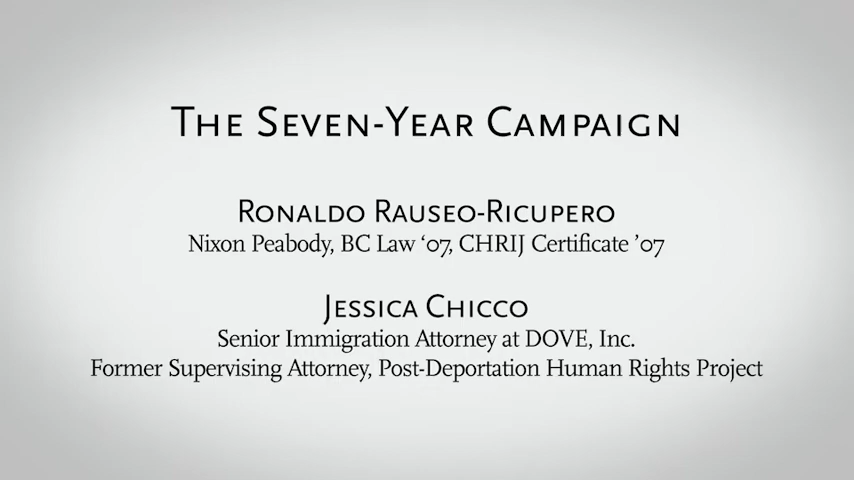 The Seven-Year Campaign
Ronaldo Rauseo-Ricupero
Nixon Peabody, BC Law ‘07, CHRIJ Certificate ’07
Jessica Chicco
Senior Immigration Attorney at DOVE, Inc.
Former Supervising Attorney, Post-Deportation Human Rights Project